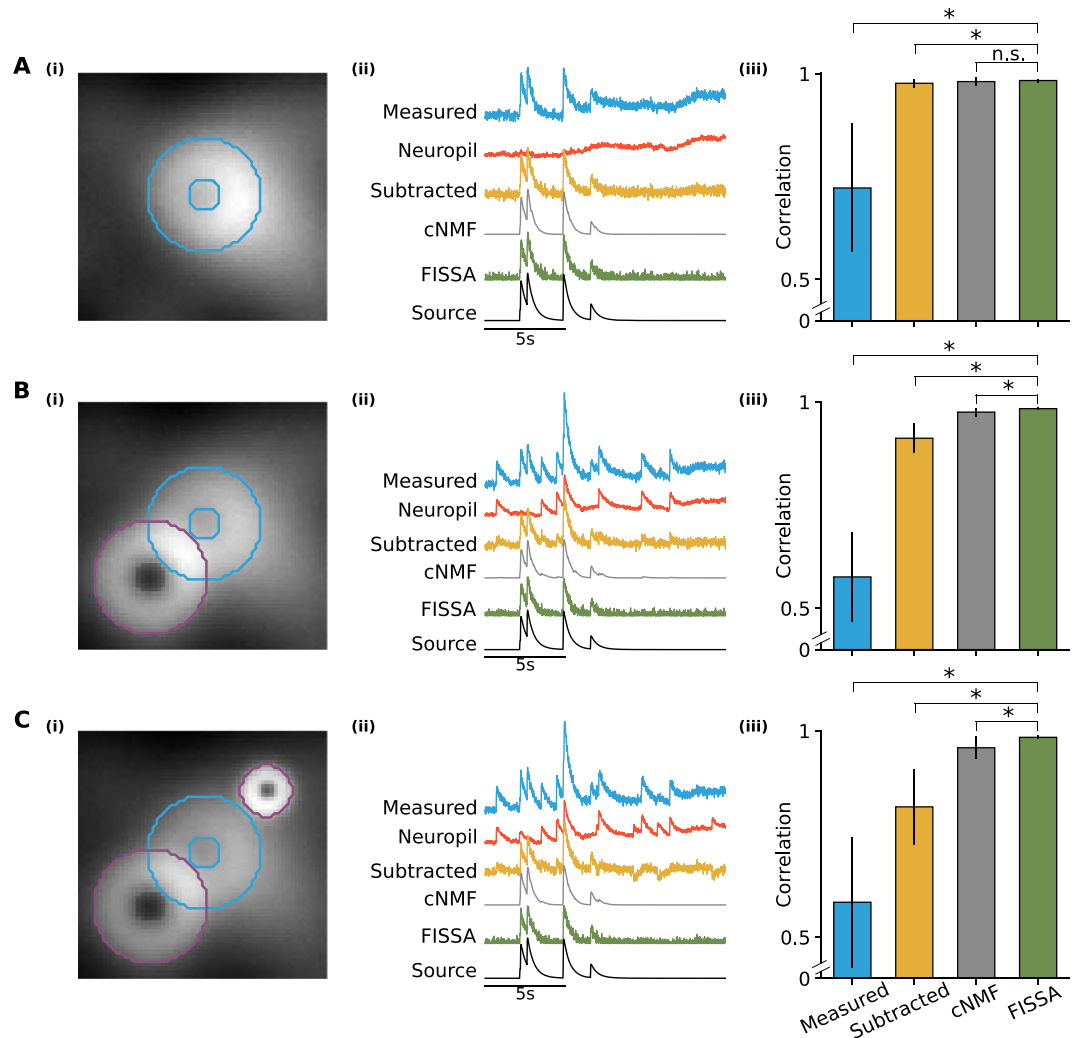 A (i) (ii) (iii)
*
*
n.s.
Measured
Neuropil
Subtracted
cNMF
FISSA
Source
5s
Correlation
1
0.5
0
B (i) (ii) (iii)
*
*
*
Measured
Neuropil
Subtracted
cNMF
FISSA
Source
5s
Correlation
1
0.5
0
C (i) (ii) (iii)
*
*
*
Measured
Neuropil
Subtracted
cNMF
FISSA
Source
5s
Correlation
1
0.5
0
Measured
Subtracted
cNMF
FISSA